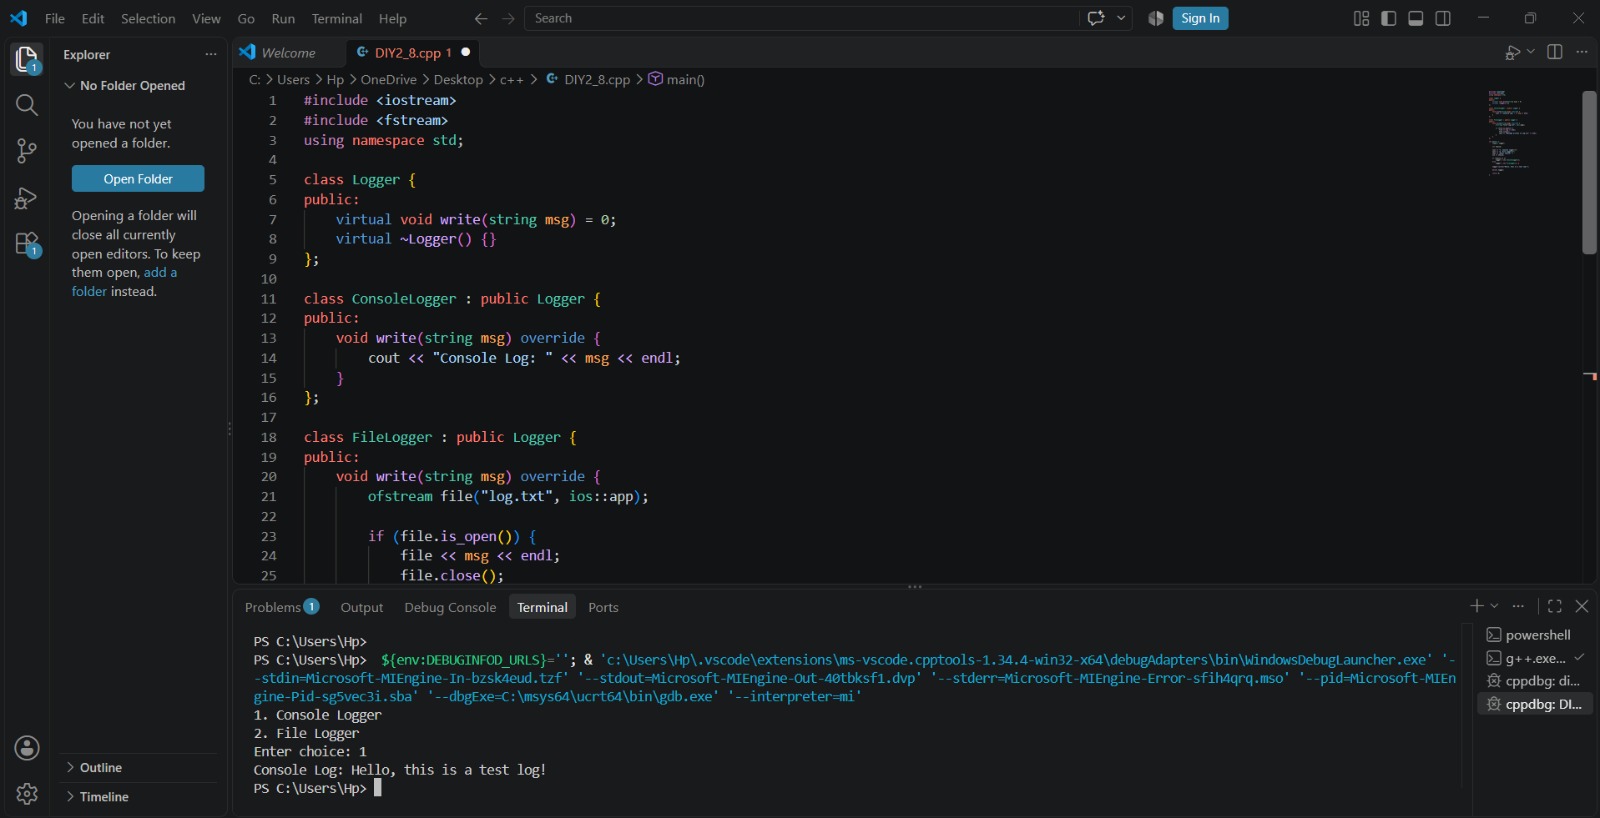 File Edit Selection View Go Run Terminal Help
Search
Sign In
1
Explorer
No Folder Opened
You have not yet
opened a folder.
Open Folder
Opening a folder will
close all currently
open editors. To keep
them open, add a
folder instead.
1
Outline
Timeline
Welcome
DIY2_8.cpp 1
C: > Users > Hp > OneDrive > Desktop > c++ > DIY2_8.cpp > main()
1 #include <iostream>
2 #include <fstream>
3 using namespace std;
4
5 class Logger {
6 public:
7 virtual void write(string msg) = 0;
8 virtual ~Logger() {}
9 };
10
11 class ConsoleLogger : public Logger {
12 public:
13 void write(string msg) override {
14 cout << "Console Log: " << msg << endl;
15 }
16 };
17
18 class FileLogger : public Logger {
19 public:
20 void write(string msg) override {
21 ofstream file("log.txt", ios::app);
22
23 if (file.is_open()) {
24 file << msg << endl;
25 file.close();
Problems 1 Output Debug Console Terminal Ports
PS C:\Users\Hp>
PS C:\Users\Hp> ${env:DEBUGINFOD_URLS}=''; & 'c:\Users\Hp\.vscode\extensions\ms-vscode.cpptools-1.34.4-win32-x64\debugAdapters\bin\WindowsDebugLauncher.exe' '-
-stdin=Microsoft-MIEngine-In-bzsk4eud.tzf' '--stdout=Microsoft-MIEngine-Out-40tbksf1.dvp' '--stderr=Microsoft-MIEngine-Error-sfih4qrq.mso' '--pid=Microsoft-MIEn
gine-Pid-sg5vec3i.sba' '--dbgExe=C:\msys64\ucrt64\bin\gdb.exe' '--interpreter=mi'
1. Console Logger
2. File Logger
Enter choice: 1
Console Log: Hello, this is a test log!
PS C:\Users\Hp>
powershell
g++.exe...
cppdbg: di...
cppdbg: DI...